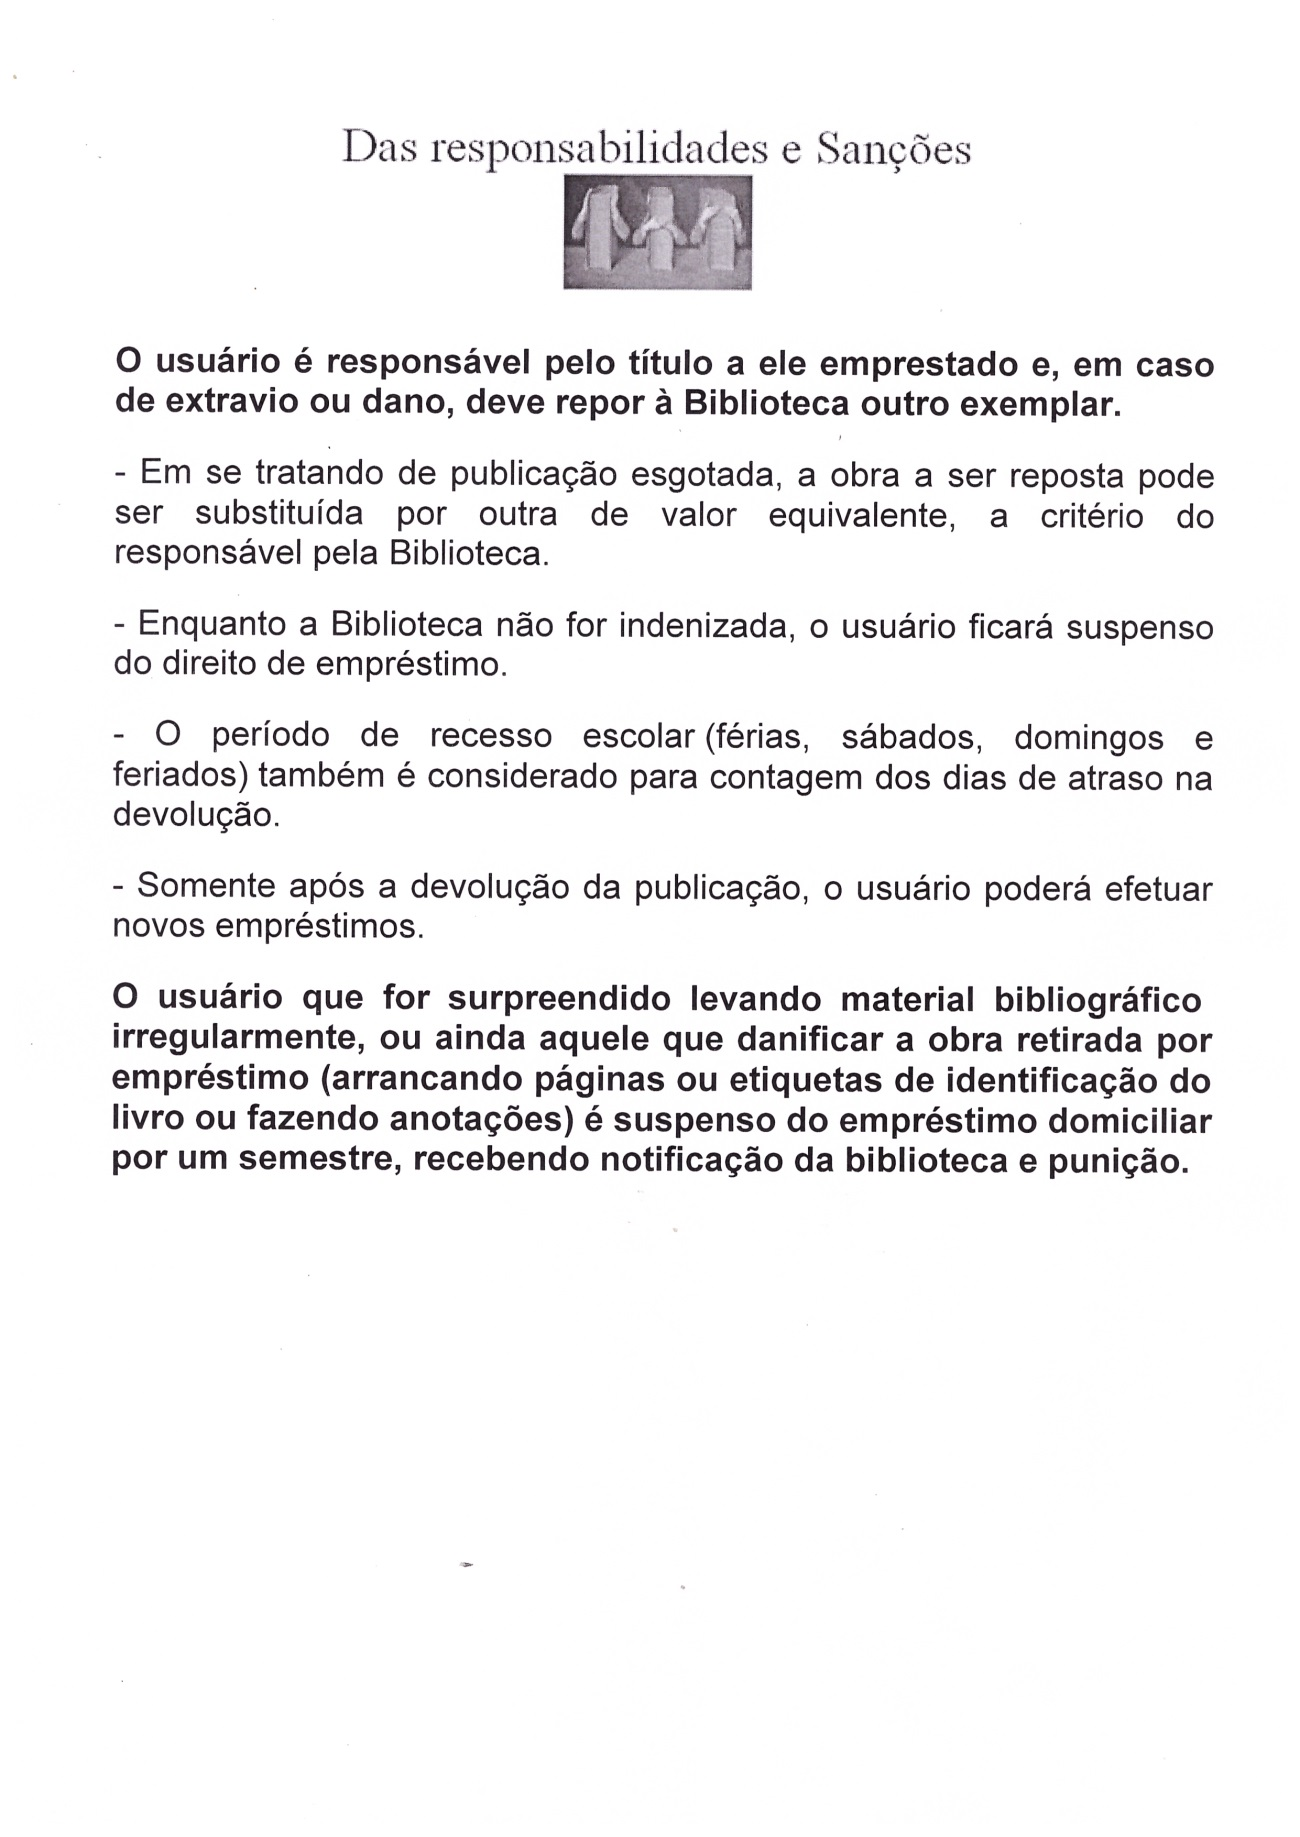 Das responsabilidades e Sanções
O usuário é responsável pelo título a ele emprestado e, em caso
de extravio ou dano, deve repor à Biblioteca outro exemplar.
- Em se tratando de publicação esgotada, a obra a ser reposta pode
ser substituída por outra de valor equivalente, a critério do
responsável pela Biblioteca.
- Enquanto a Biblioteca não for indenizada, o usuário ficará suspenso
do direito de empréstimo.
- O período de recesso escolar (férias, sábados, domingos e
feriados) também é considerado para contagem dos dias de atraso na
devolução.
- Somente após a devolução da publicação, o usuário poderá efetuar
novos empréstimos.
O usuário que for surpreendido levando material bibliográfico
irregularmente, ou ainda aquele que danificar a obra retirada por
empréstimo (arrancando páginas ou etiquetas de identificação do
livro ou fazendo anotações) é suspenso do empréstimo domiciliar
por um semestre, recebendo notificação da biblioteca e punição.